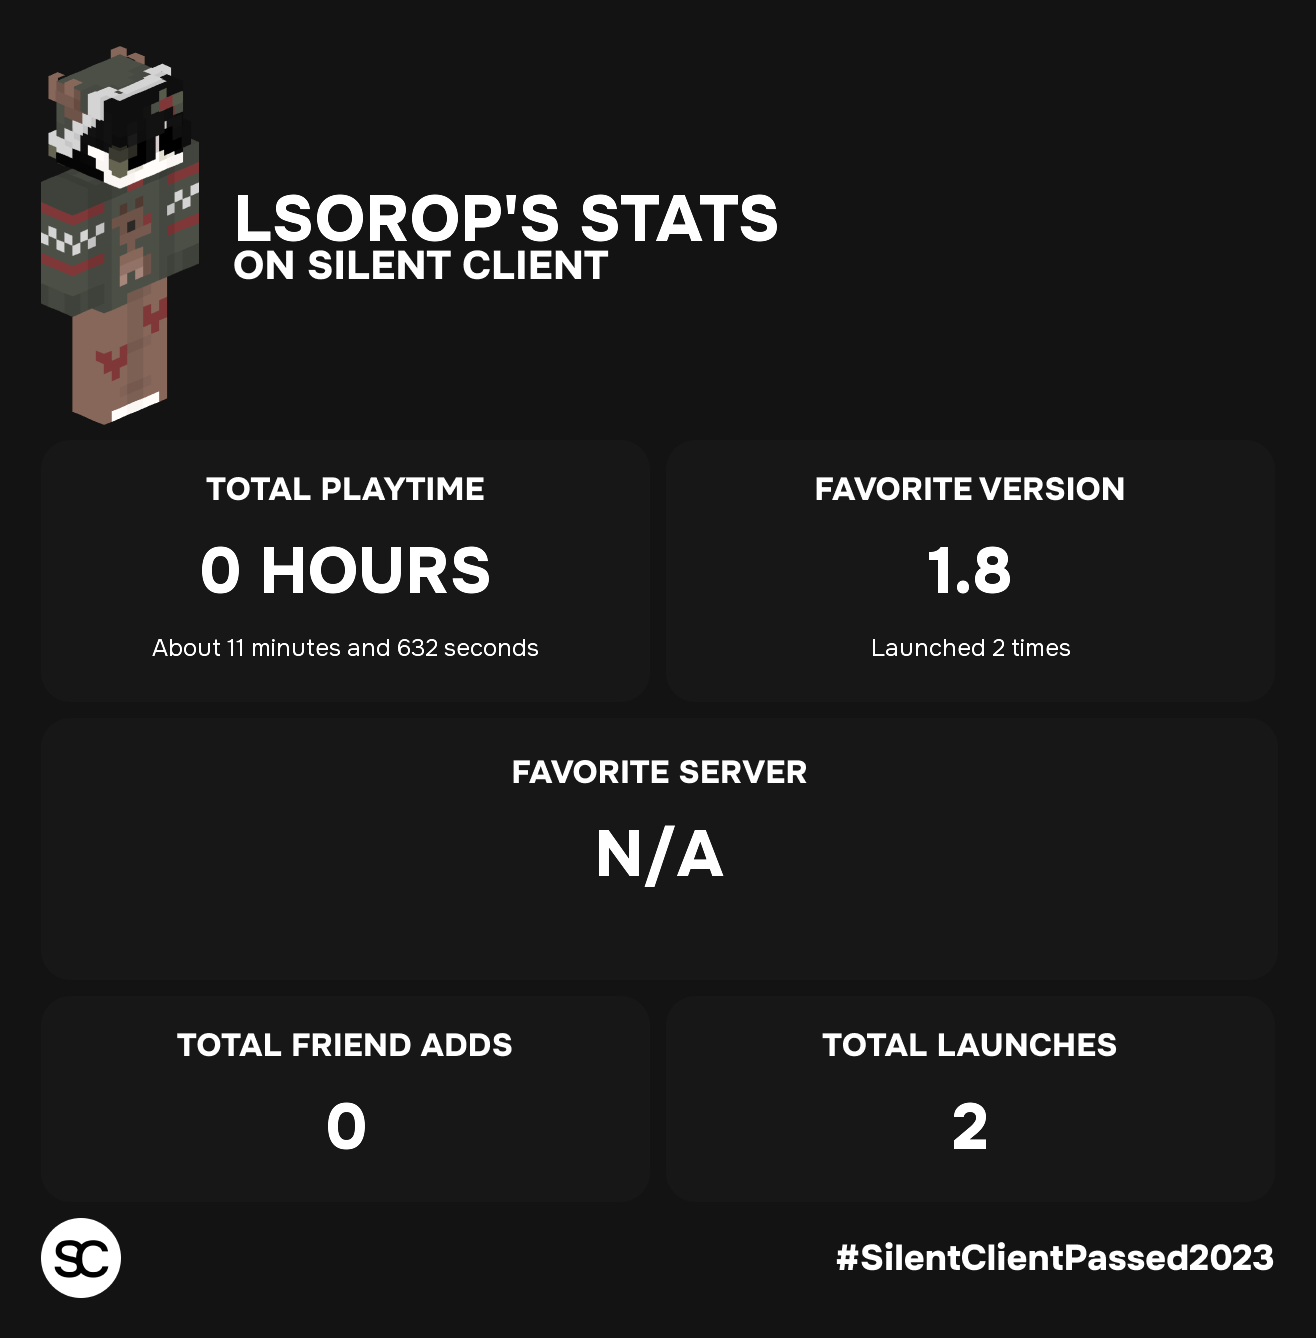 LSOROP'S STATS
ON SILENT CLIENT
TOTAL PLAYTIME
0 HOURS
About 11 minutes and 632 seconds
FAVORITE VERSION
1.8
Launched 2 times
FAVORITE SERVER
N/A
TOTAL FRIEND ADDS
0
TOTAL LAUNCHES
2
SC
#SilentClientPassed2023